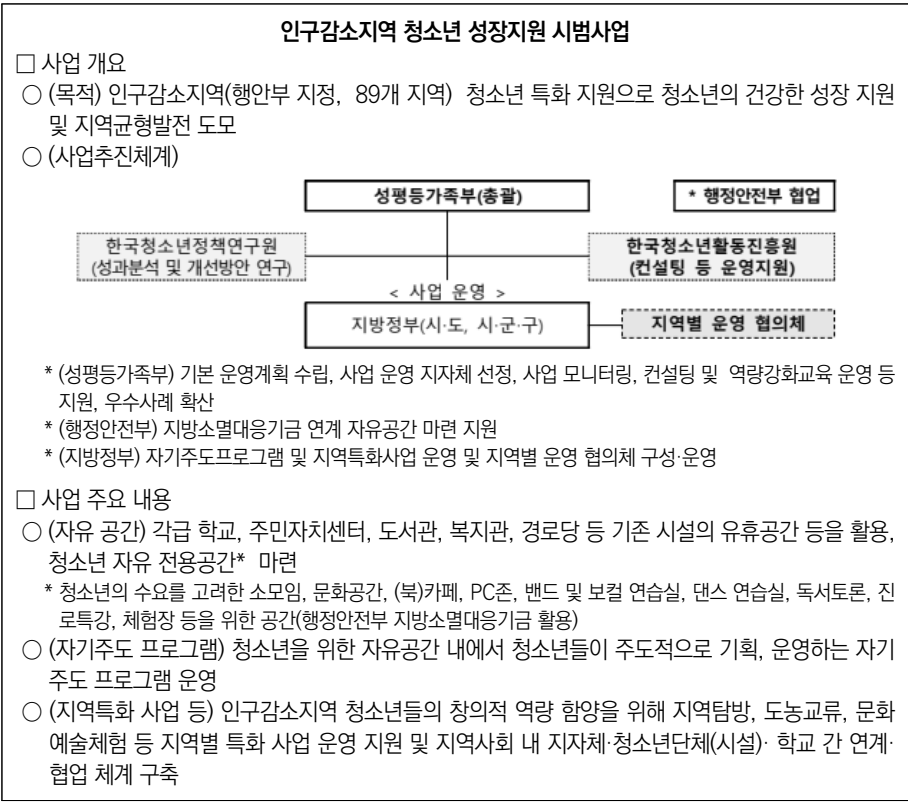 인구감소지역 청소년 성장지원 시범사업
□ 사업 개요
○ (목적) 인구감소지역(행안부 지정, 89개 지역) 청소년 특화 지원으로 청소년의 건강한 성장 지원
및 지역균형발전 도모
○ (사업추진체계)
성평등가족부(총괄)
* 행정안전부 협업
한국청소년정책연구원
(성과분석 및 개선방안 연구)
한국청소년활동진흥원
(컨설팅 등 운영지원)
< 사업 운영 >
지방정부(시·도, 시·군·구)
지역별 운영 협의체
* (성평등가족부) 기본 운영계획 수립, 사업 운영 지자체 선정, 사업 모니터링, 컨설팅 및 역량강화교육 운영 등
지원, 우수사례 확산
* (행정안전부) 지방소멸대응기금 연계 자유공간 마련 지원
* (지방정부) 자기주도프로그램 및 지역특화사업 운영 및 지역별 운영 협의체 구성·운영
□ 사업 주요 내용
○ (자유 공간) 각급 학교, 주민자치센터, 도서관, 복지관, 경로당 등 기존 시설의 유휴공간 등을 활용,
청소년 자유 전용공간* 마련
* 청소년의 수요를 고려한 소모임, 문화공간, (북)카페, PC존, 밴드 및 보컬 연습실, 댄스 연습실, 독서토론, 진
로특강, 체험장 등을 위한 공간(행정안전부 지방소멸대응기금 활용)
○ (자기주도 프로그램) 청소년을 위한 자유공간 내에서 청소년들이 주도적으로 기획, 운영하는 자기
주도 프로그램 운영
○ (지역특화 사업 등) 인구감소지역 청소년들의 창의적 역량 함양을 위해 지역탐방, 도농교류, 문화
예술체험 등 지역별 특화 사업 운영 지원 및 지역사회 내 지자체·청소년단체(시설)· 학교 간 연계·
협업 체계 구축